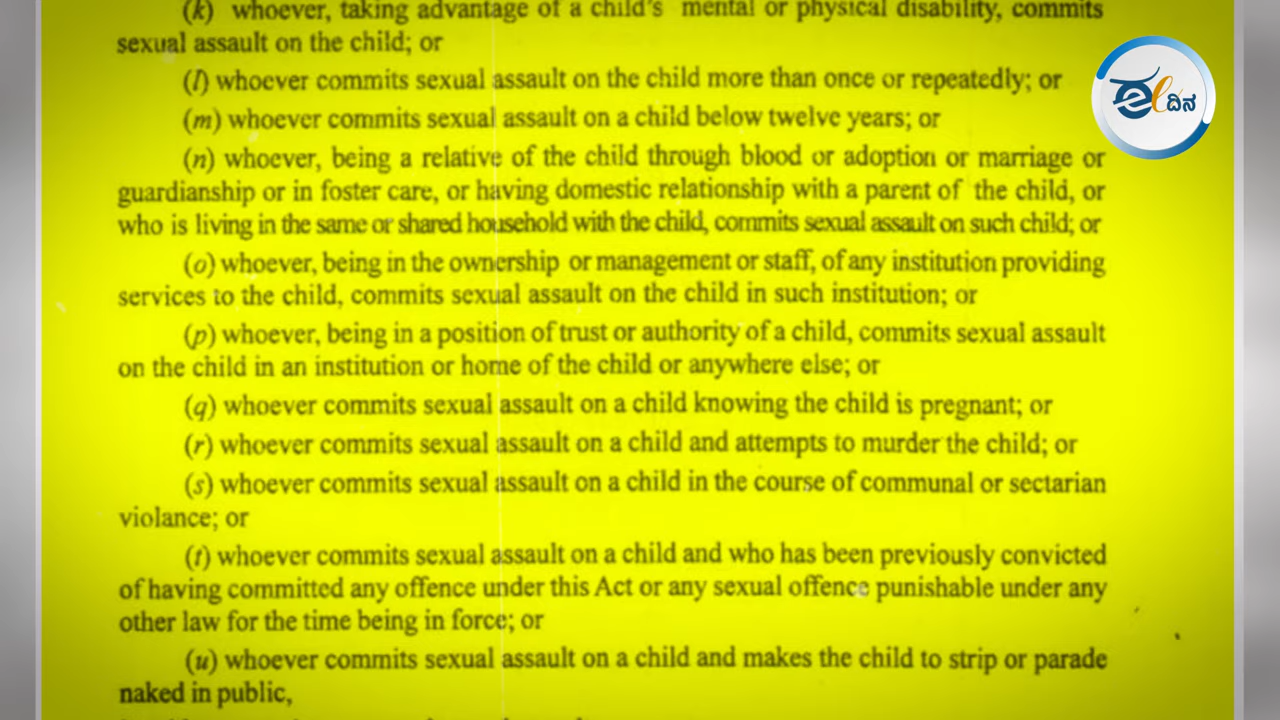 (k) whoever, taking advantage of a child's mental or physical disability, commits
sexual assault on the child; or
(l) whoever commits sexual assault on the child more than once or repeatedly; or
(m) whoever commits sexual assault on a child below twelve years; or
(n) whoever, being a relative of the child through blood or adoption or marriage or
guardianship or in foster care, or having domestic relationship with a parent of the child, or
who is living in the same or shared household with the child, commits sexual assault on such child; or
(o) whoever, being in the ownership or management or staff, of any institution providing
services to the child, commits sexual assault on the child in such institution; or
(p) whoever, being in a position of trust or authority of a child, commits sexual assault
on the child in an institution or home of the child or anywhere else; or
(q) whoever commits sexual assault on a child knowing the child is pregnant; or
(r) whoever commits sexual assault on a child and attempts to murder the child; or
(s) whoever commits sexual assault on a child in the course of communal or sectarian
violance; or
(t) whoever commits sexual assault on a child and who has been previously convicted
of having committed any offence under this Act or any sexual offence punishable under any
other law for the time being in force; or
(u) whoever commits sexual assault on a child and makes the child to strip or parade
naked in public,
ದಿನ